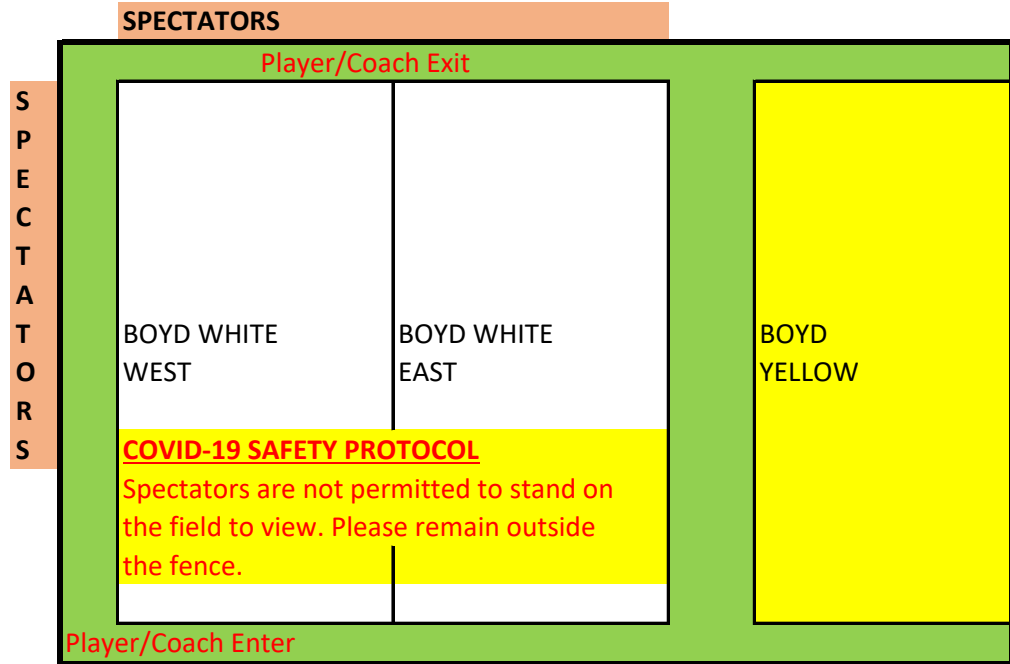 SPECTATORS
Player/Coach Exit
S
P
E
C
T
A
T
O
R
S
BOYD WHITE
WEST
BOYD WHITE
EAST
BOYD
YELLOW
COVID-19 SAFETY PROTOCOL
Spectators are not permitted to stand on
the field to view. Please remain outside
the fence.
Player/Coach Enter